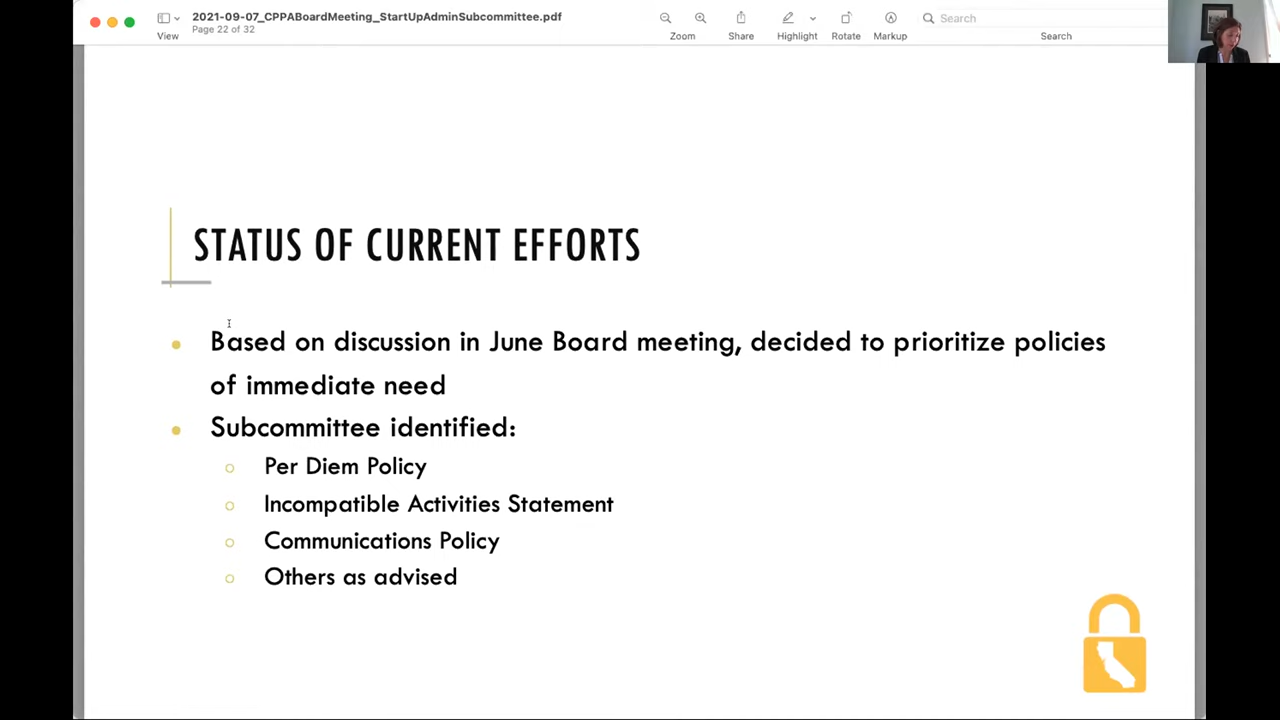 2021-09-07_CPPABoardMeeting_StartUpAdminSubcommittee.pdf
Page 22 of 32
View
Zoom
Share
Highlight
Rotate
Markup
Search
Search
STATUS OF CURRENT EFFORTS
Based on discussion in June Board meeting, decided to prioritize policies
of immediate need
Subcommittee identified:
Per Diem Policy
Incompatible Activities Statement
Communications Policy
Others as advised